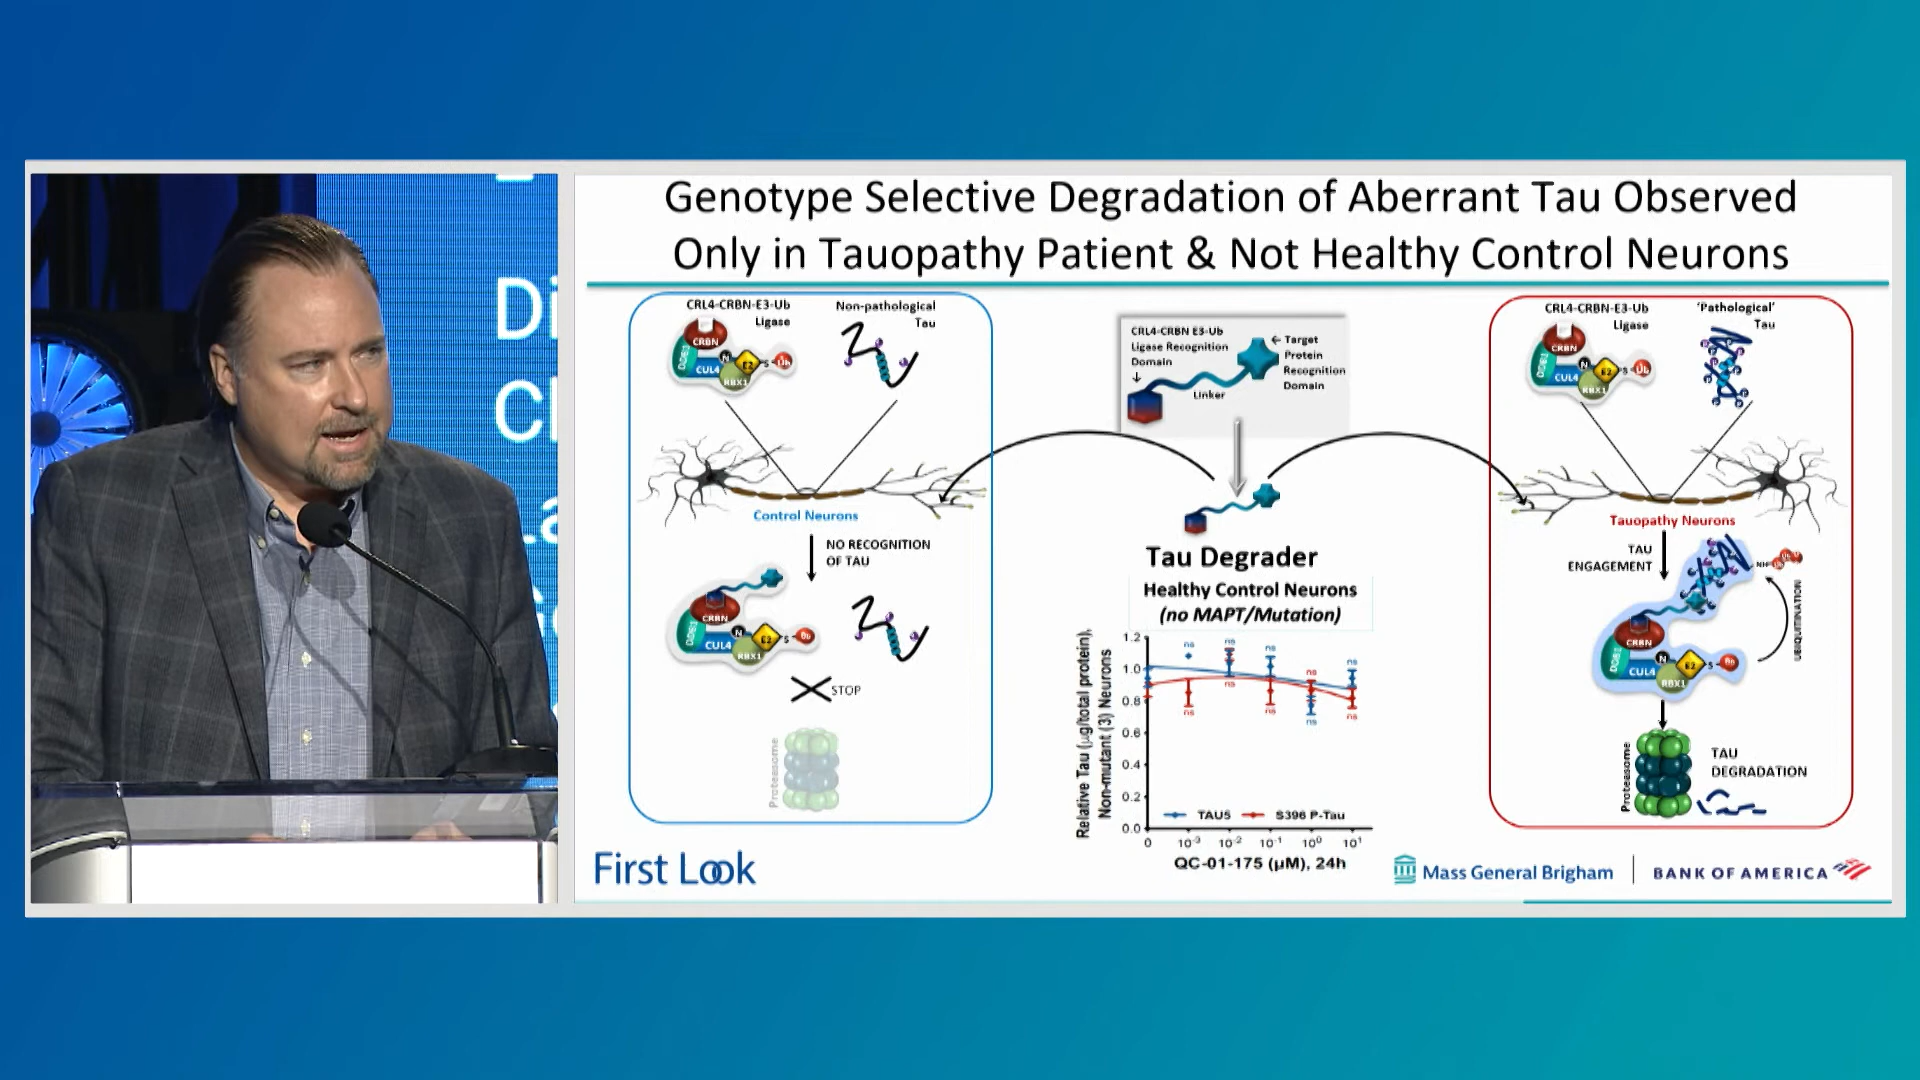 Di
Cl
La
Genotype Selective Degradation of Aberrant Tau Observed
Only in Tauopathy Patient & Not Healthy Control Neurons
CRL4-CRBN-E3-Ub
Ligase
Non-pathological
Tau
CRBN
DDB1
CUL4
N
RBX1
E2
S
Ub
Control Neurons
NO RECOGNITION
OF TAU
CRBN
DDB1
CUL4
N
RBX1
E2
S
Ub
STOP
Proteasome
CRL4-CRBN E3-Ub
Ligase Recognition
Domain
Linker
Target
Protein
Recognition
Domain
Tau Degrader
Healthy Control Neurons
(no MAPT/Mutation)
Relative Tau (µg/total protein),
Non-mutant (3) Neurons
1.2
1.0
0.8
0.6
0.4
0.2
0.0
ns
ns
ns
ns
ns
ns
ns
ns
ns
ns
TAU5
S396 P-Tau
0
10⁻³
10⁻²
10⁻¹
10⁰
10¹
QC-01-175 (µM), 24h
CRL4-CRBN-E3-Ub
Ligase
'Pathological'
Tau
CRBN
DDB1
CUL4
N
RBX1
E2
S
Ub
Tauopathy Neurons
TAU
ENGAGEMENT
UBIQUITINATION
CRBN
DDB1
CUL4
N
RBX1
E2
S
Ub
Proteasome
TAU
DEGRADATION
First Look
Mass General Brigham
BANK OF AMERICA